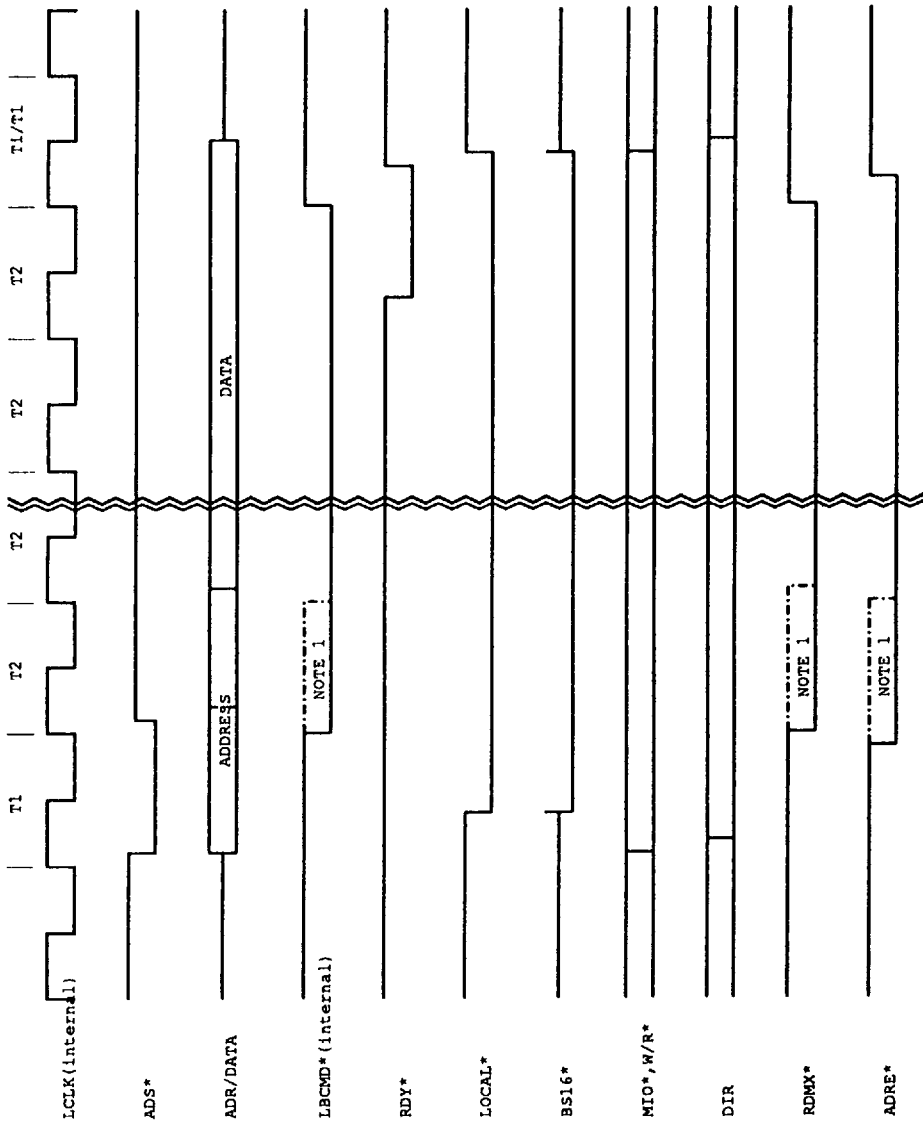 T1
T2
T2
T2
T2
T1/T1
LCLK(internal)
ADS*
ADR/DATA
ADDRESS
DATA
LBCMD*(internal)
NOTE 1
RDY*
LOCAL*
BS16*
MIO*,W/R*
DIR
RDMX*
NOTE 1
ADRE*
NOTE 1